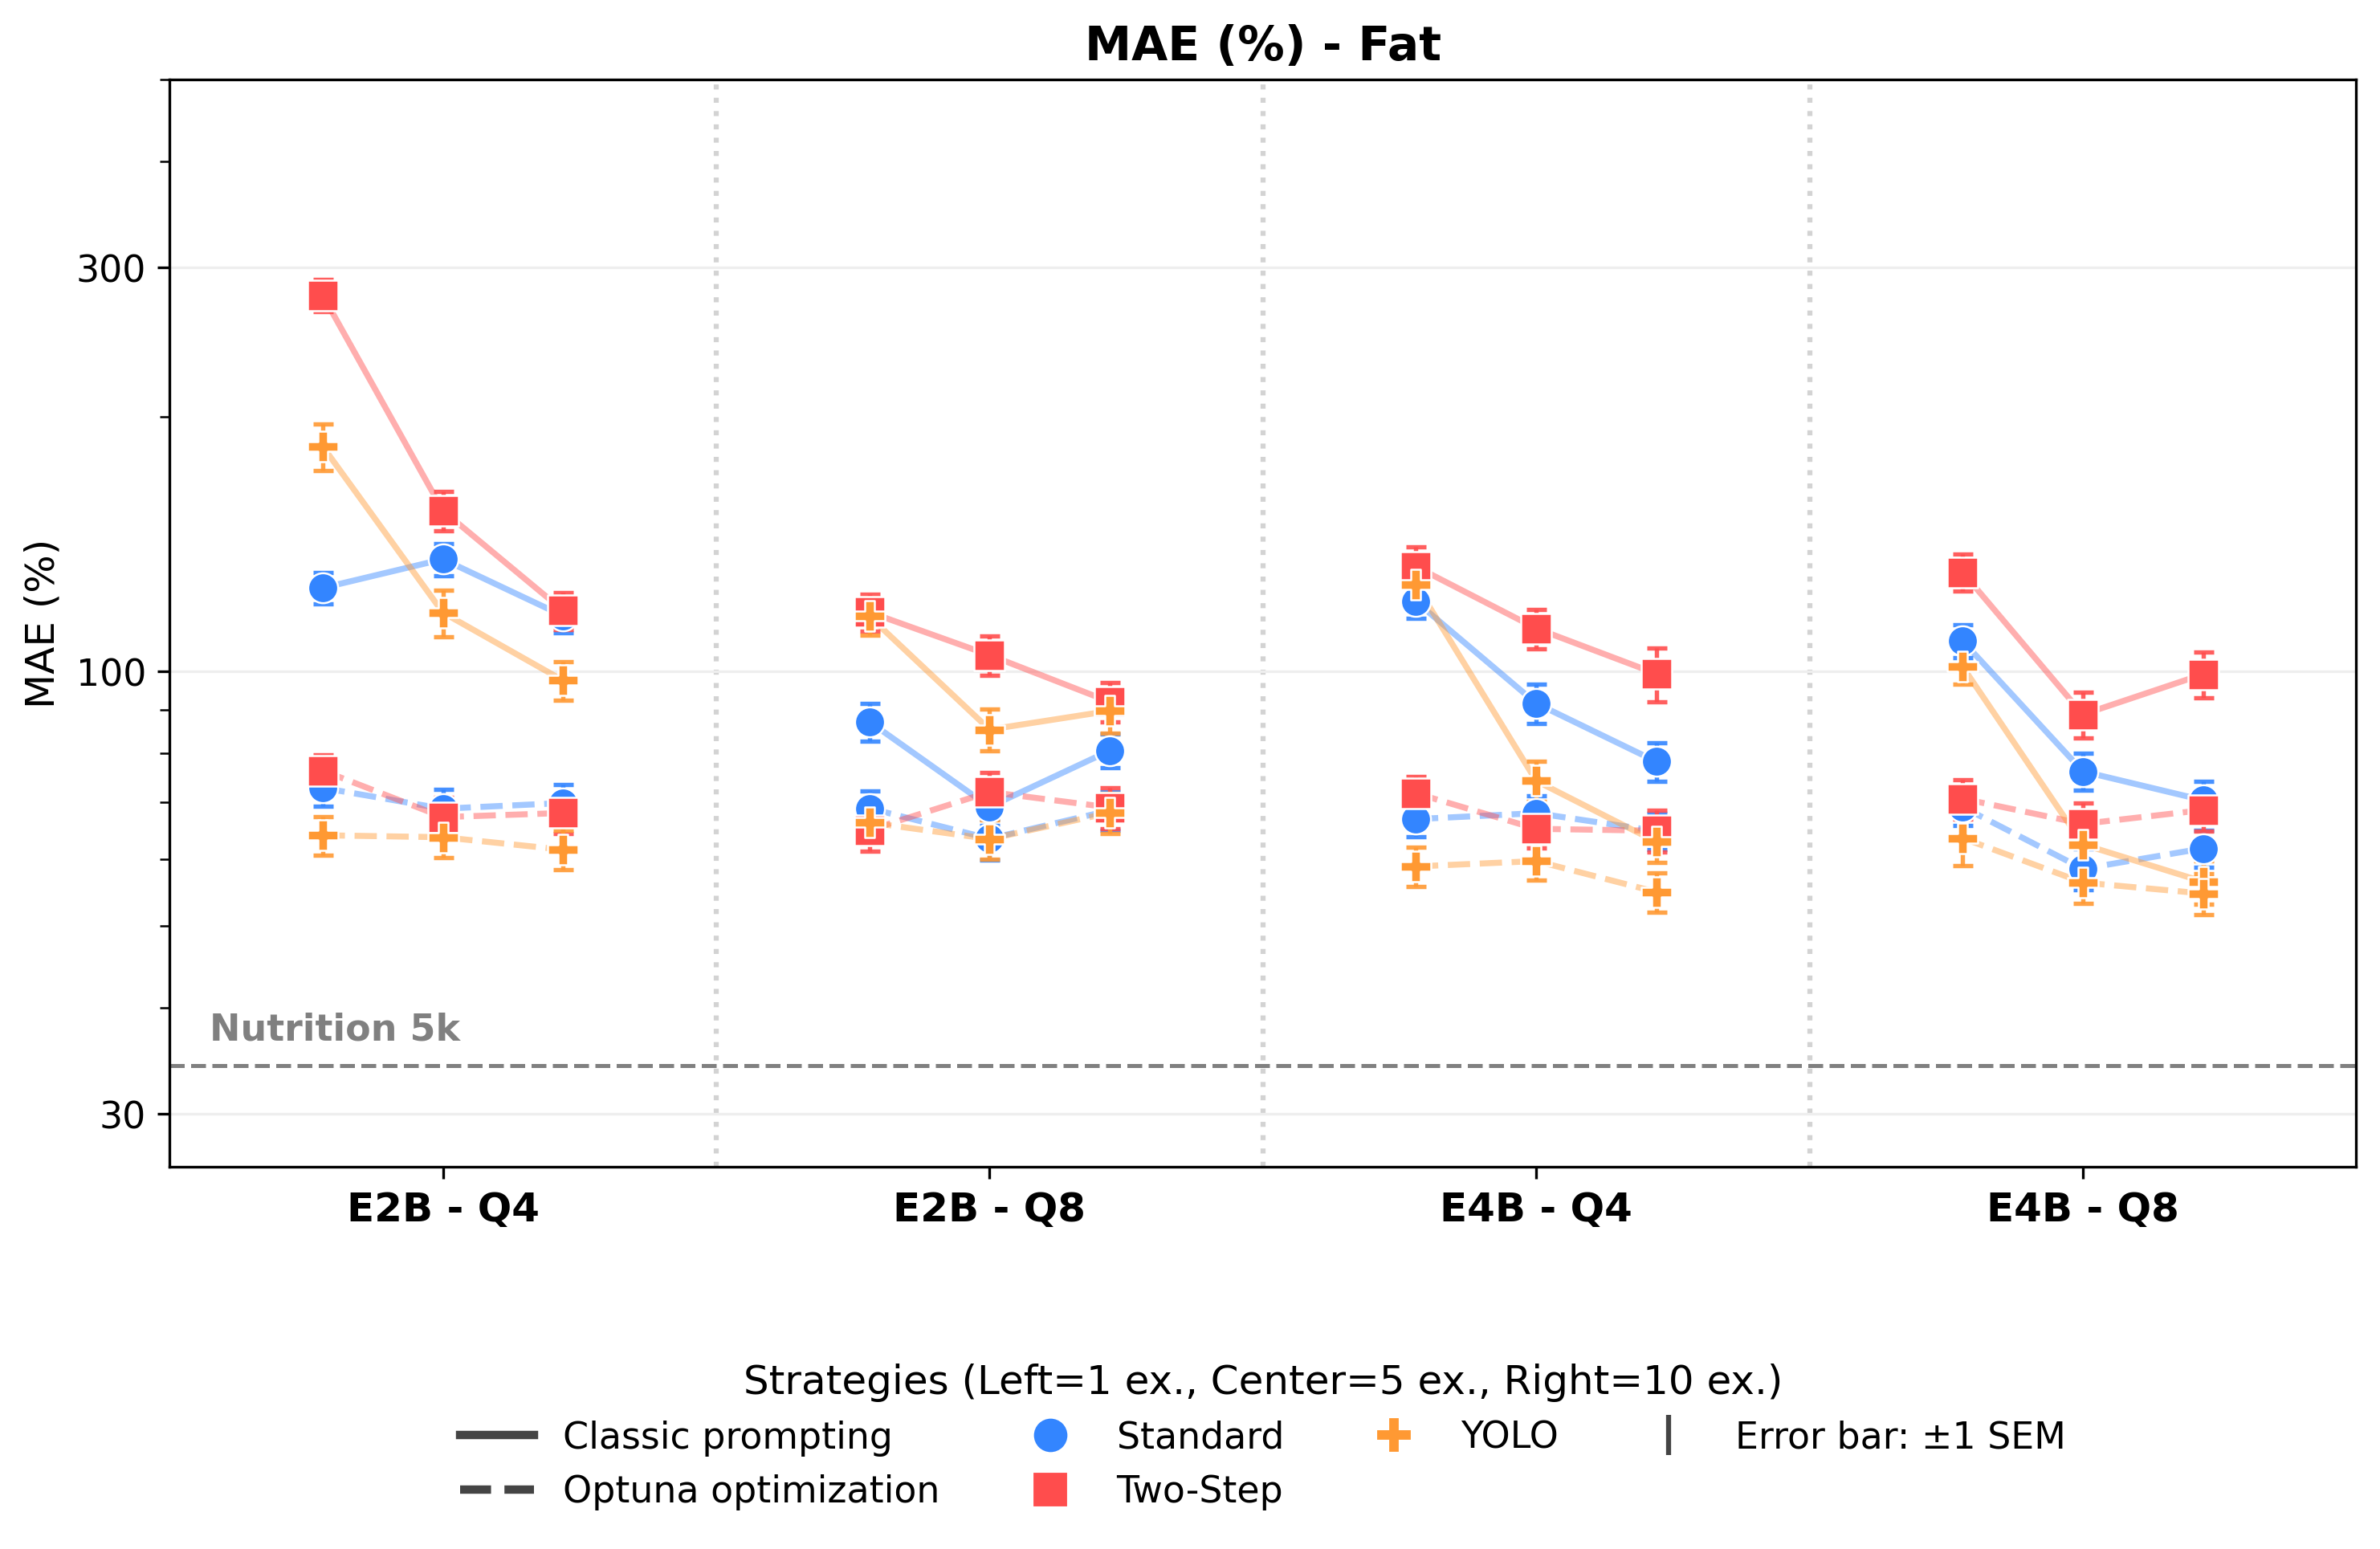 MAE (%) - Fat
MAE (%)
300
100
30
Nutrition 5k
E2B - Q4
E2B - Q8
E4B - Q4
E4B - Q8
Strategies (Left=1 ex., Center=5 ex., Right=10 ex.)
Classic prompting
Optuna optimization
Standard
Two-Step
YOLO
Error bar: ±1 SEM